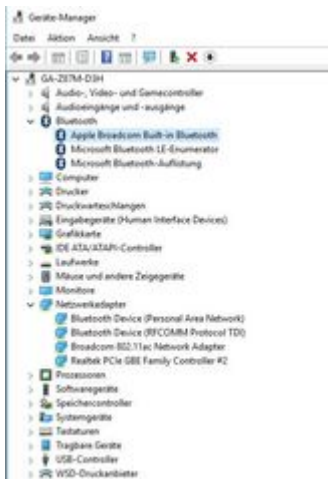 Geräte-Manager
Datei Aktion Ansicht ?
GA-Z87M-D3H
Audio-, Video- und Gamecontroller
Audioeingänge und -ausgänge
Bluetooth
Apple Broadcom Built-in Bluetooth
Microsoft Bluetooth LE-Enumerator
Microsoft Bluetooth-Auflistung
Computer
Drucker
Druckwarteschlangen
Eingabegeräte (Human Interface Devices)
Grafikkarte
IDE ATA/ATAPI-Controller
Laufwerke
Mäuse und andere Zeigegeräte
Monitore
Netzwerkadapter
Bluetooth Device (Personal Area Network)
Bluetooth Device (RFCOMM Protocol TDI)
Broadcom 802.11ac Network Adapter
Realtek PCIe GBE Family Controller #2
Prozessoren
Softwaregeräte
Speichercontroller
Systemgeräte
Tastaturen
Tragbare Geräte
USB-Controller
WSD-Druckanbieter